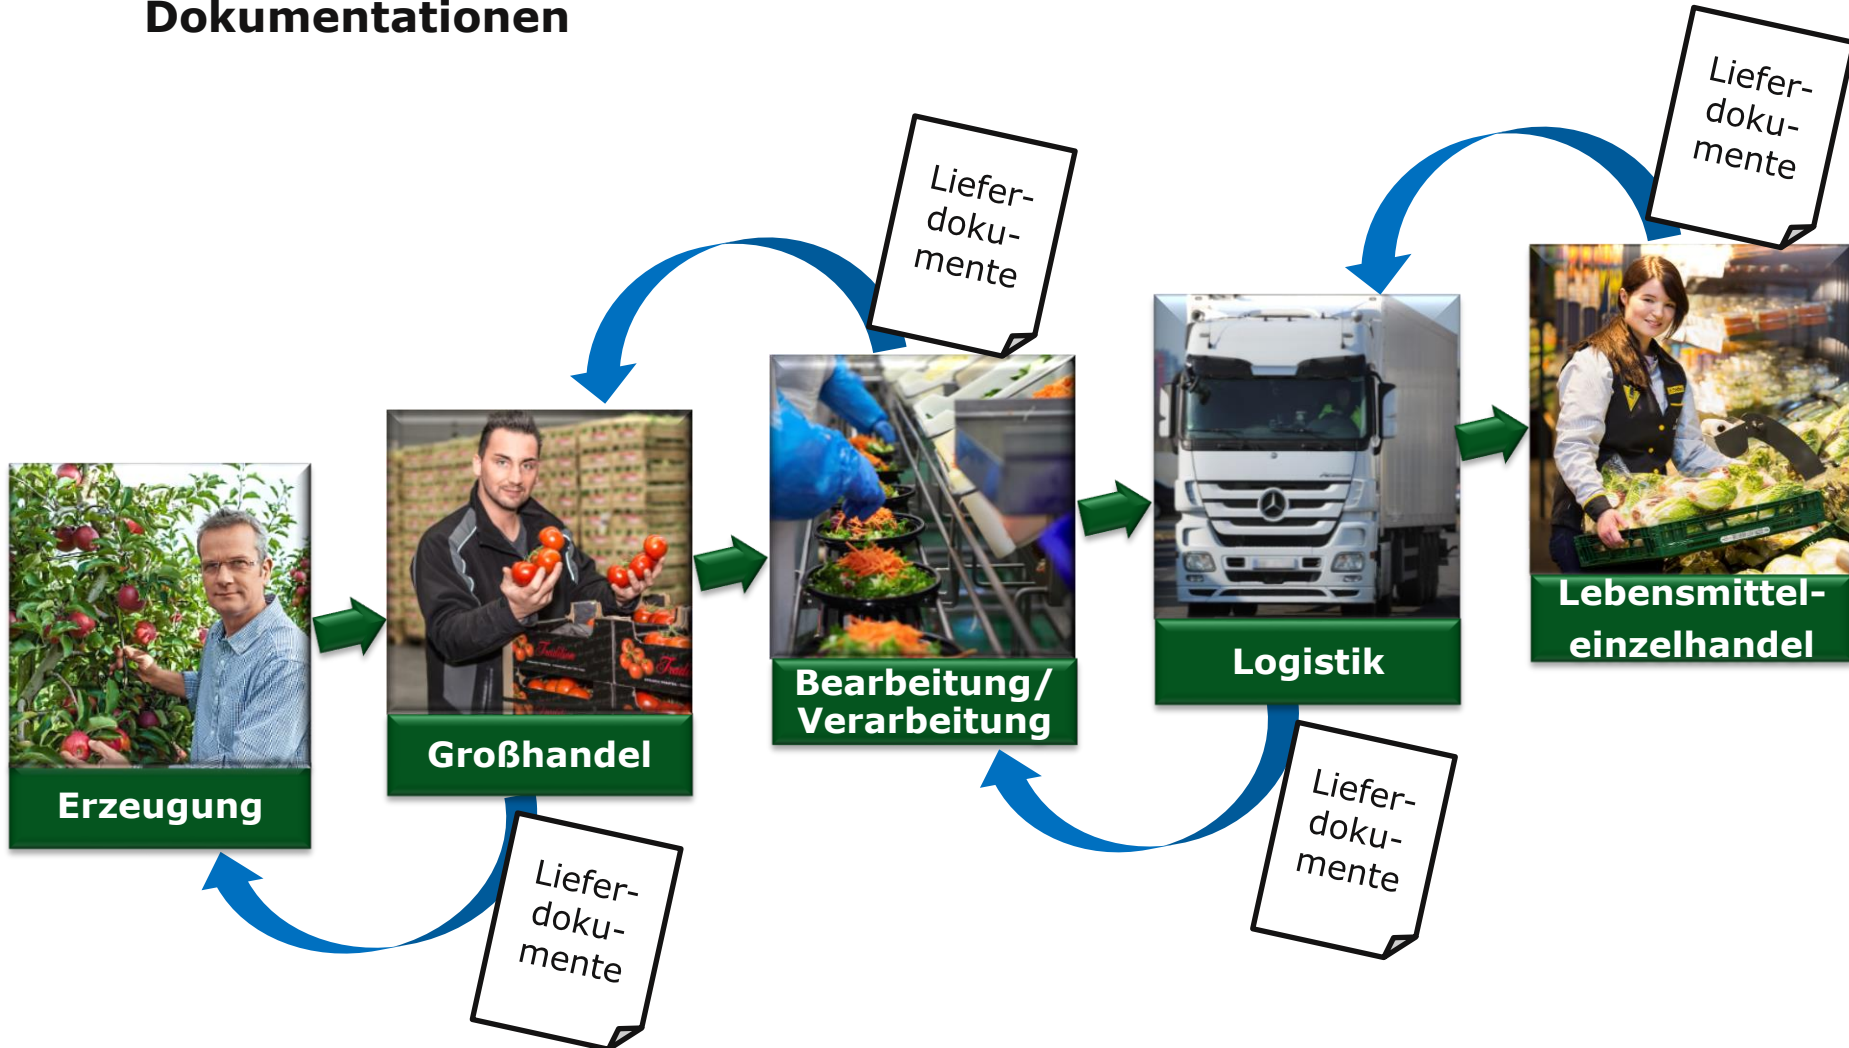 Dokumentationen
Liefer-
doku-
mente
Liefer-
doku-
mente
Lebensmittel-
einzelhandel
Logistik
Bearbeitung/
Verarbeitung
Großhandel
Erzeugung
Liefer-
doku-
mente
Liefer-
doku-
mente